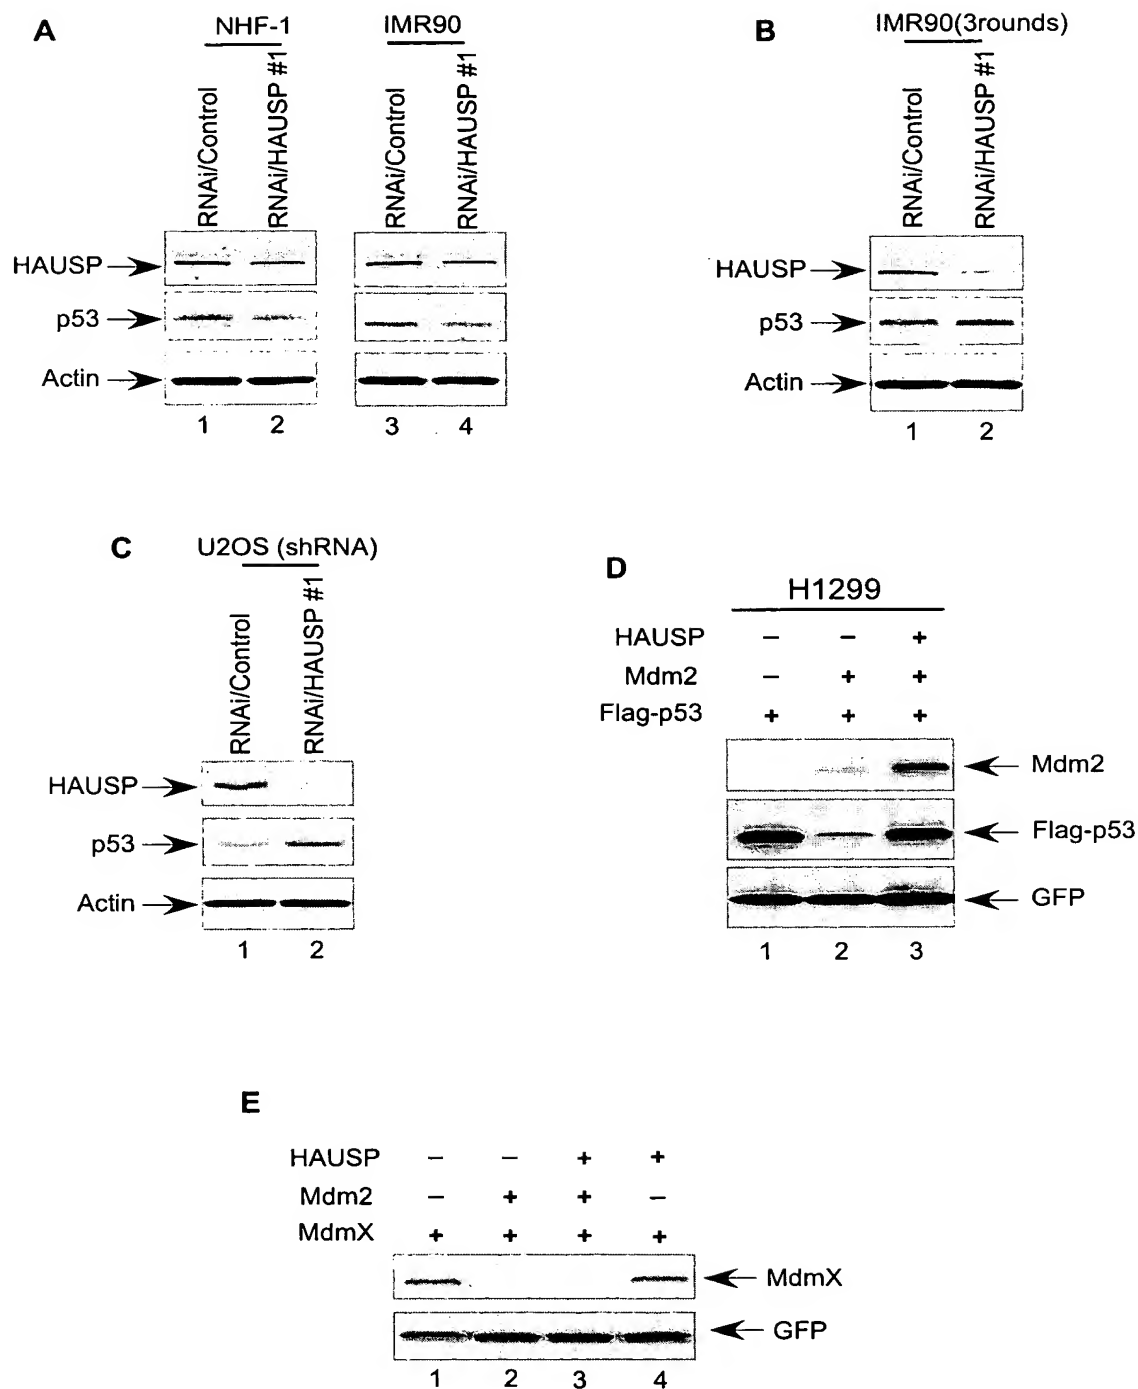 A
NHF-1
IMR90
RNAi/Control
RNAi/HAUSP #1
RNAi/Control
RNAi/HAUSP #1
HAUSP
p53
Actin
1 2 3 4
B
IMR90(3rounds)
RNAi/Control
RNAi/HAUSP #1
HAUSP
p53
Actin
1 2
C
U2OS (shRNA)
RNAi/Control
RNAi/HAUSP #1
HAUSP
p53
Actin
1 2
D
H1299
HAUSP – – +
Mdm2 – + +
Flag-p53 + + +
Mdm2
Flag-p53
GFP
1 2 3
E
HAUSP – – + +
Mdm2 – + + –
MdmX + + + +
MdmX
GFP
1 2 3 4